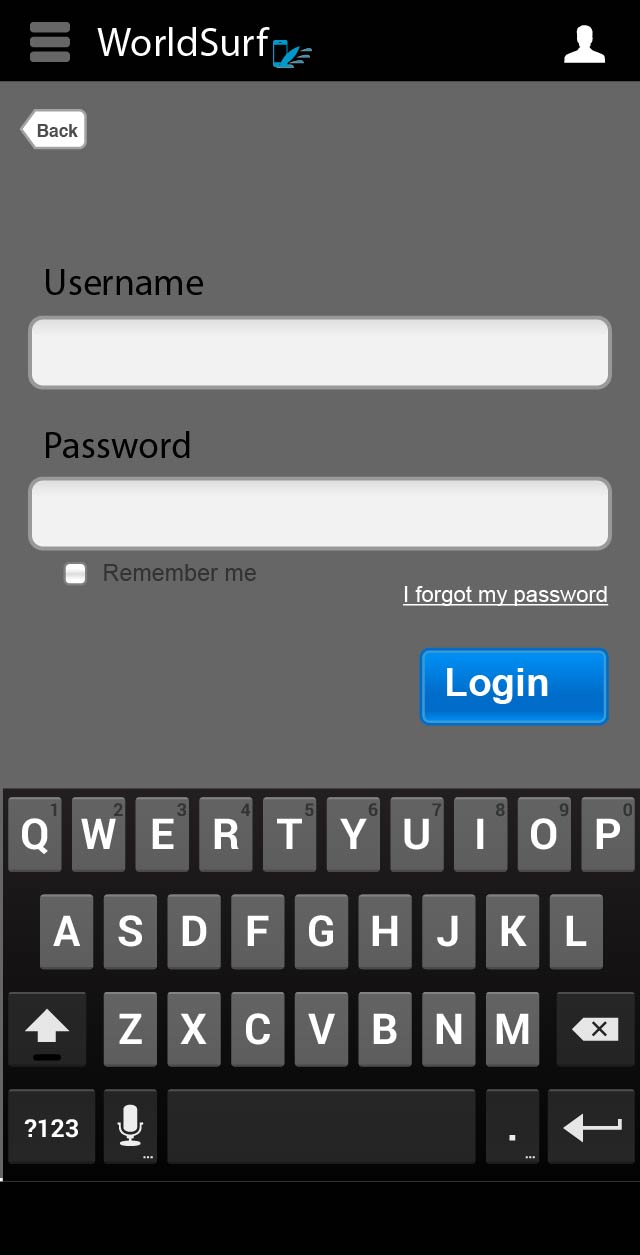 WorldSurf
Back
Username
Password
Remember me
I forgot my password
Login
1 2 3 4 5 6 7 8 9 0
Q W E R T Y U I O P
A S D F G H J K L
Z X C V B N M
?123 ... . ...